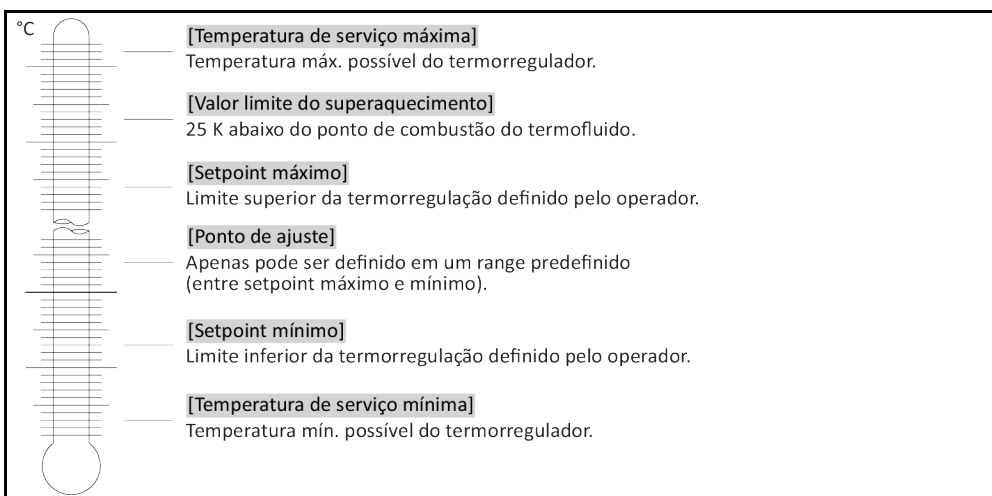 °C
[Temperatura de serviço máxima]
Temperatura máx. possível do termorregulador.
[Valor limite do superaquecimento]
25 K abaixo do ponto de combustão do termofluido.
[Setpoint máximo]
Limite superior da termorregulação definido pelo operador.
[Ponto de ajuste]
Apenas pode ser definido em um range predefinido
(entre setpoint máximo e mínimo).
[Setpoint mínimo]
Limite inferior da termorregulação definido pelo operador.
[Temperatura de serviço mínima]
Temperatura mín. possível do termorregulador.